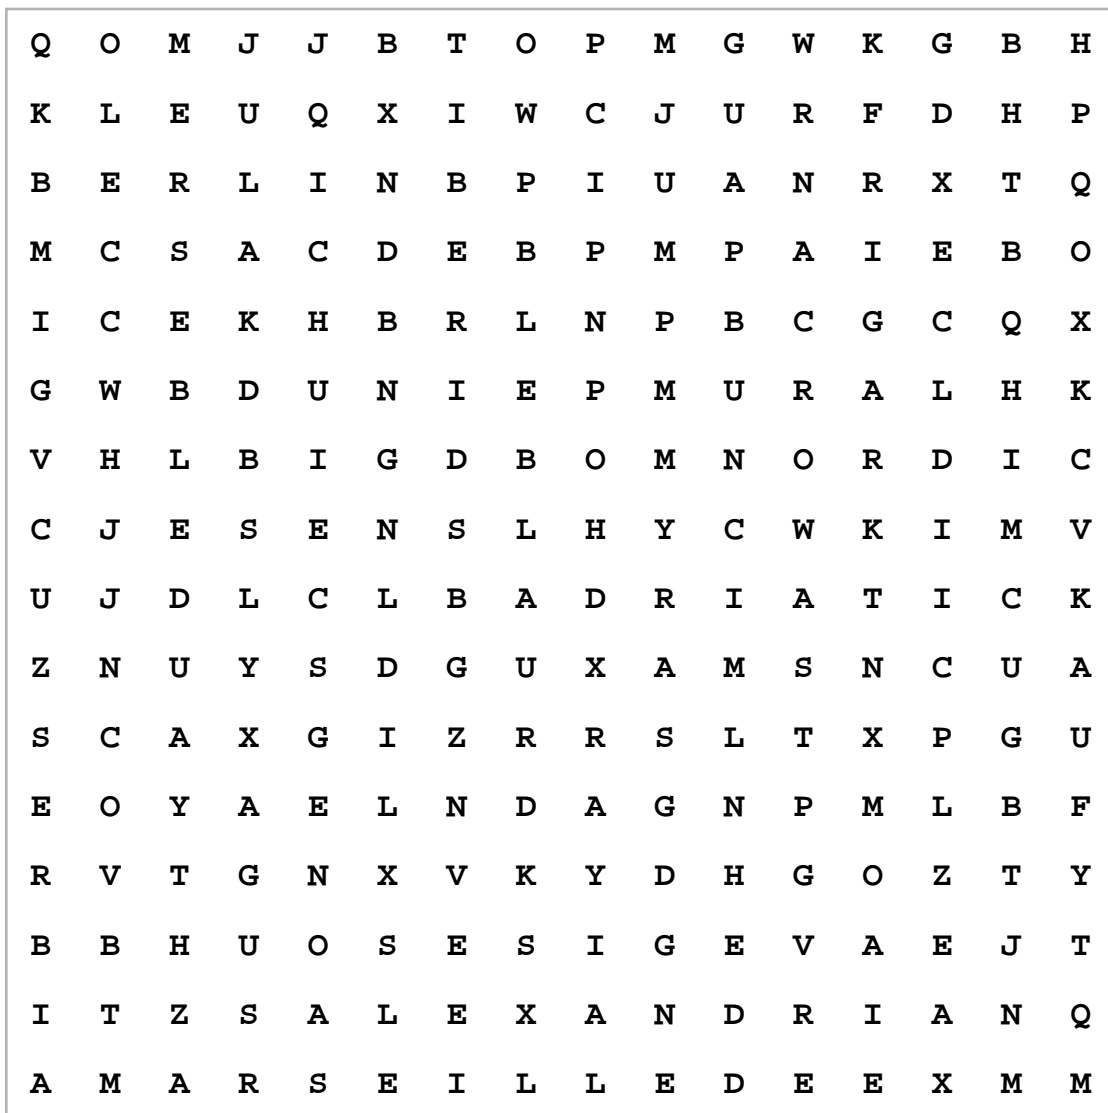 Q O M J J B T O P M G W K G B H
K L E U Q X I W C J U R F D H P
B E R L I N B P I U A N R X T Q
M C S A C D E B P M P A I E B O
I C E K H B R L N P B C G C Q X
G W B D U N I E P M U R A L H K
V H L B I G D B O M N O R D I C
C J E S E N S L H Y C W K I M V
U J D L C L B A D R I A T I C K
Z N U Y S D G U X A M S N C U A
S C A X G I Z R R S L T X P G U
E O Y A E L N D A G N P M L B F
R V T G N X V K Y D H G O Z T Y
B B H U O S E S I G E V A E J T
I T Z S A L E X A N D R I A N Q
A M A R S E I L L E D E E X M M